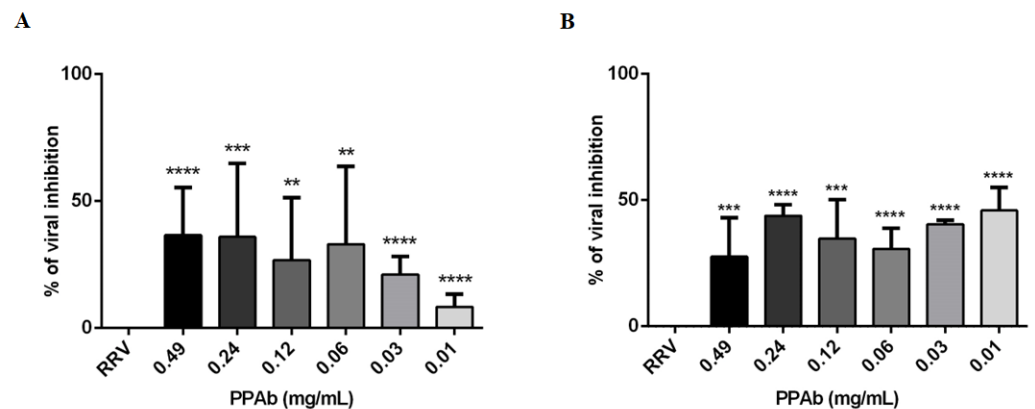 A
% of viral inhibition
100
50
0
**** *** ** ** **** ****
RRV 0.49 0.24 0.12 0.06 0.03 0.01
PPAb (mg/mL)
B
% of viral inhibition
100
50
0
*** **** *** **** **** ****
RRV 0.49 0.24 0.12 0.06 0.03 0.01
PPAb (mg/mL)